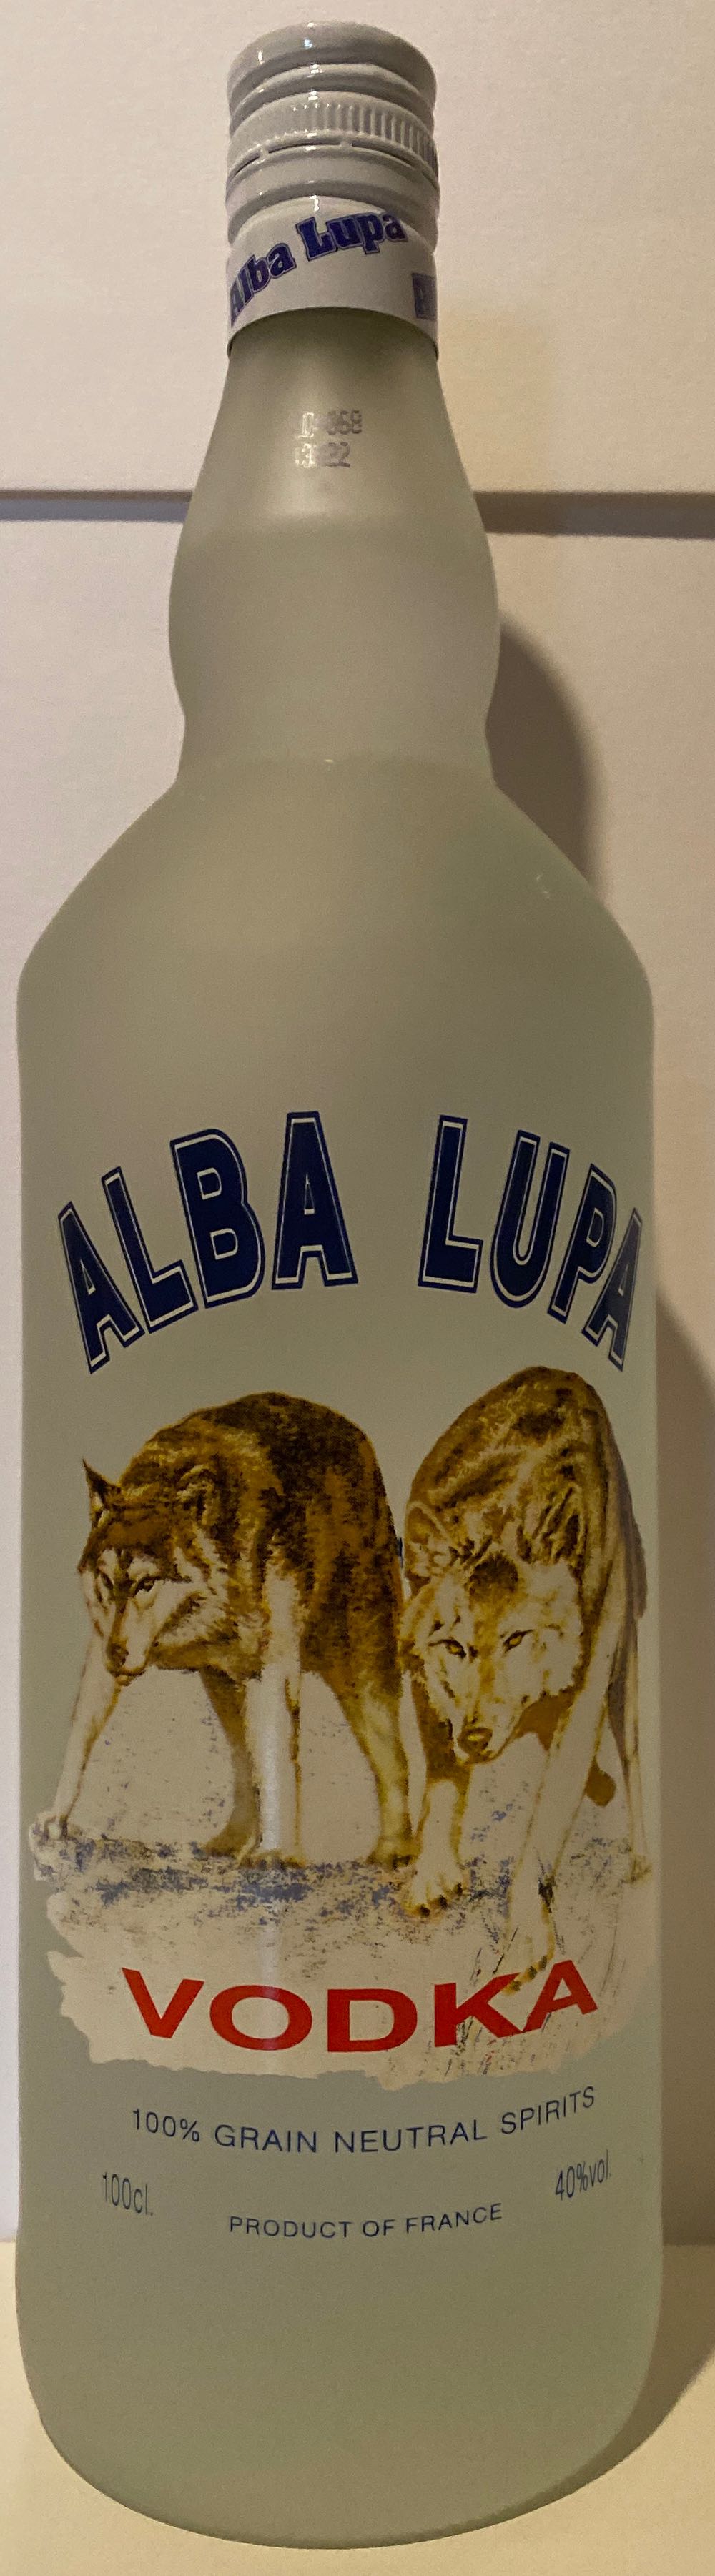 Alba Lupa
ALBA LUPA
VODKA
100% GRAIN NEUTRAL SPIRITS
100cl.
40%vol.
PRODUCT OF FRANCE